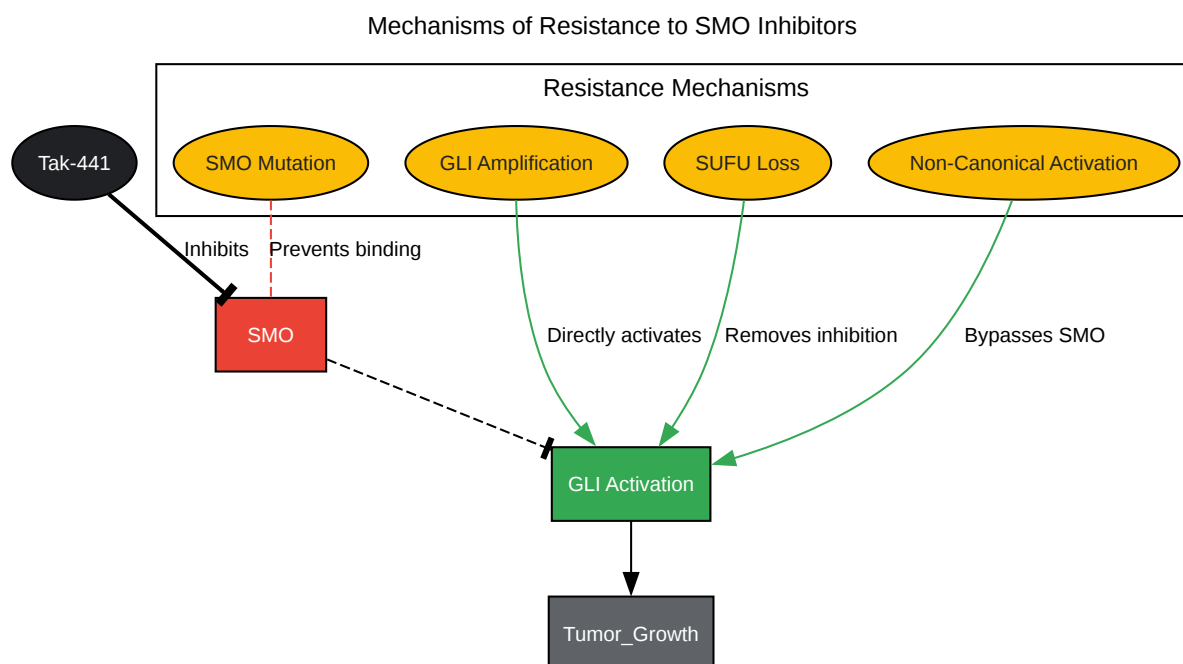 Mechanisms of Resistance to SMO Inhibitors
Resistance Mechanisms
Tak-441
SMO Mutation
GLI Amplification
SUFU Loss
Non-Canonical Activation
Inhibits
Prevents binding
SMO
Directly activates
Removes inhibition
Bypasses SMO
GLI Activation
Tumor_Growth